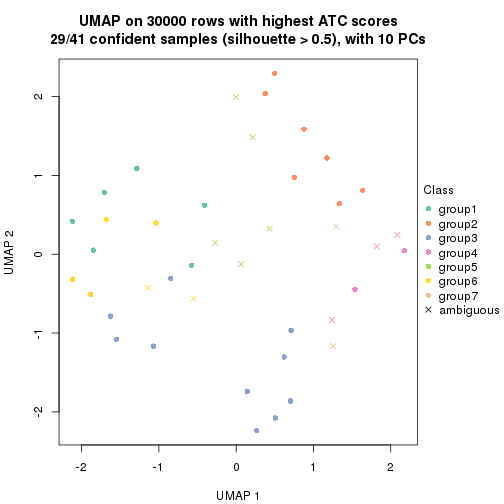 UMAP on 30000 rows with highest ATC scores
29/41 confident samples (silhouette > 0.5), with 10 PCs
UMAP 2
2
1
0
-1
-2
-2
-1
0
1
2
UMAP 1
Class
group1
group2
group3
group4
group5
group6
group7
ambiguous